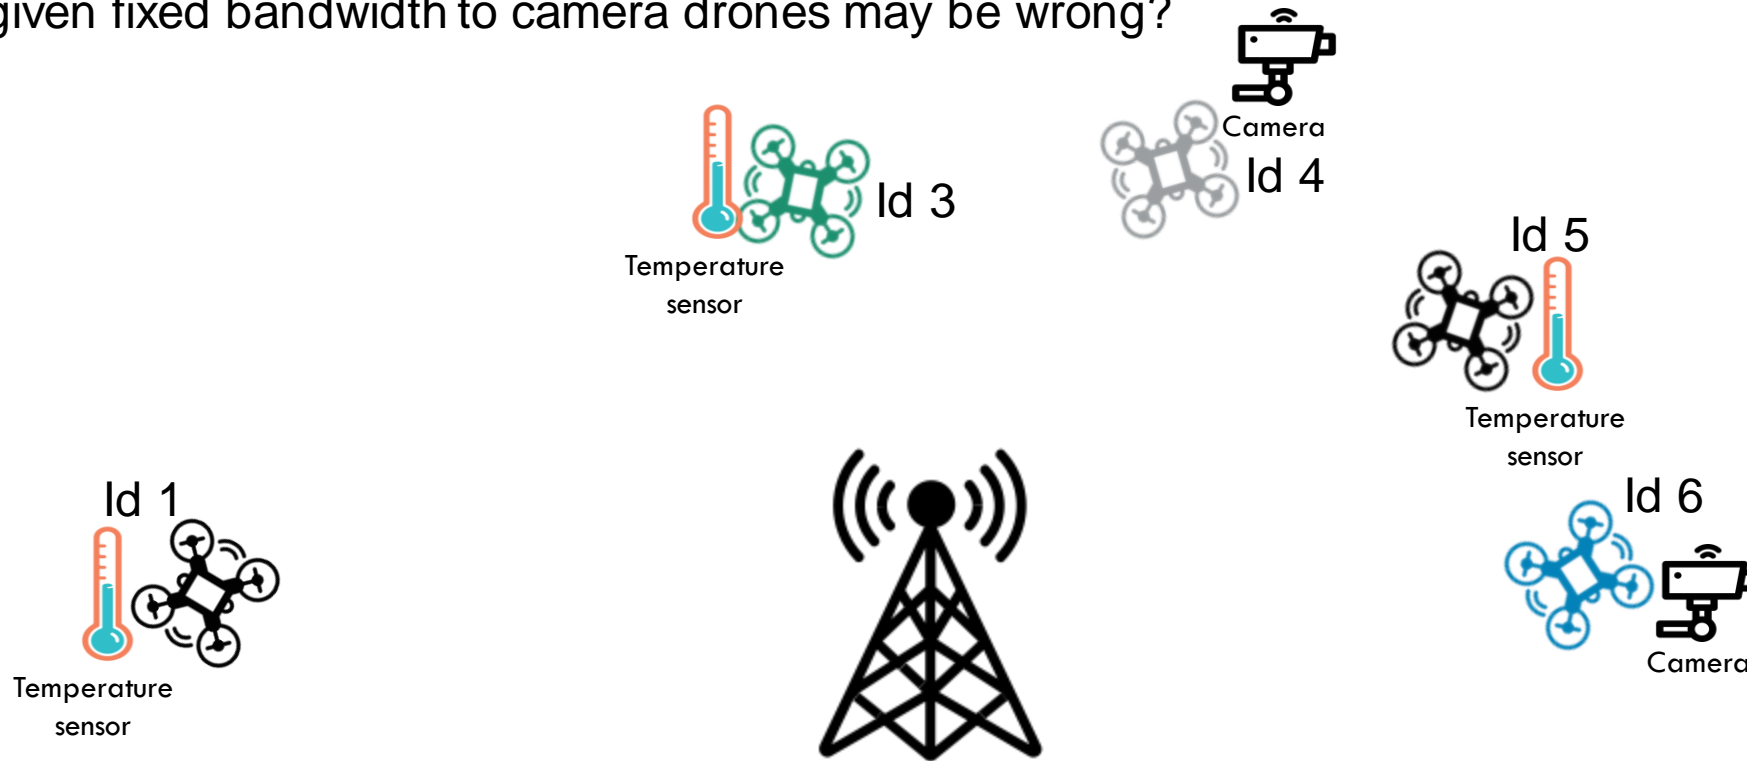 given fixed bandwidth to camera drones may be wrong?
Camera
Id 4
Id 3
Temperature
sensor
Id 5
Temperature
sensor
Id 6
Camera
Id 1
Temperature
sensor